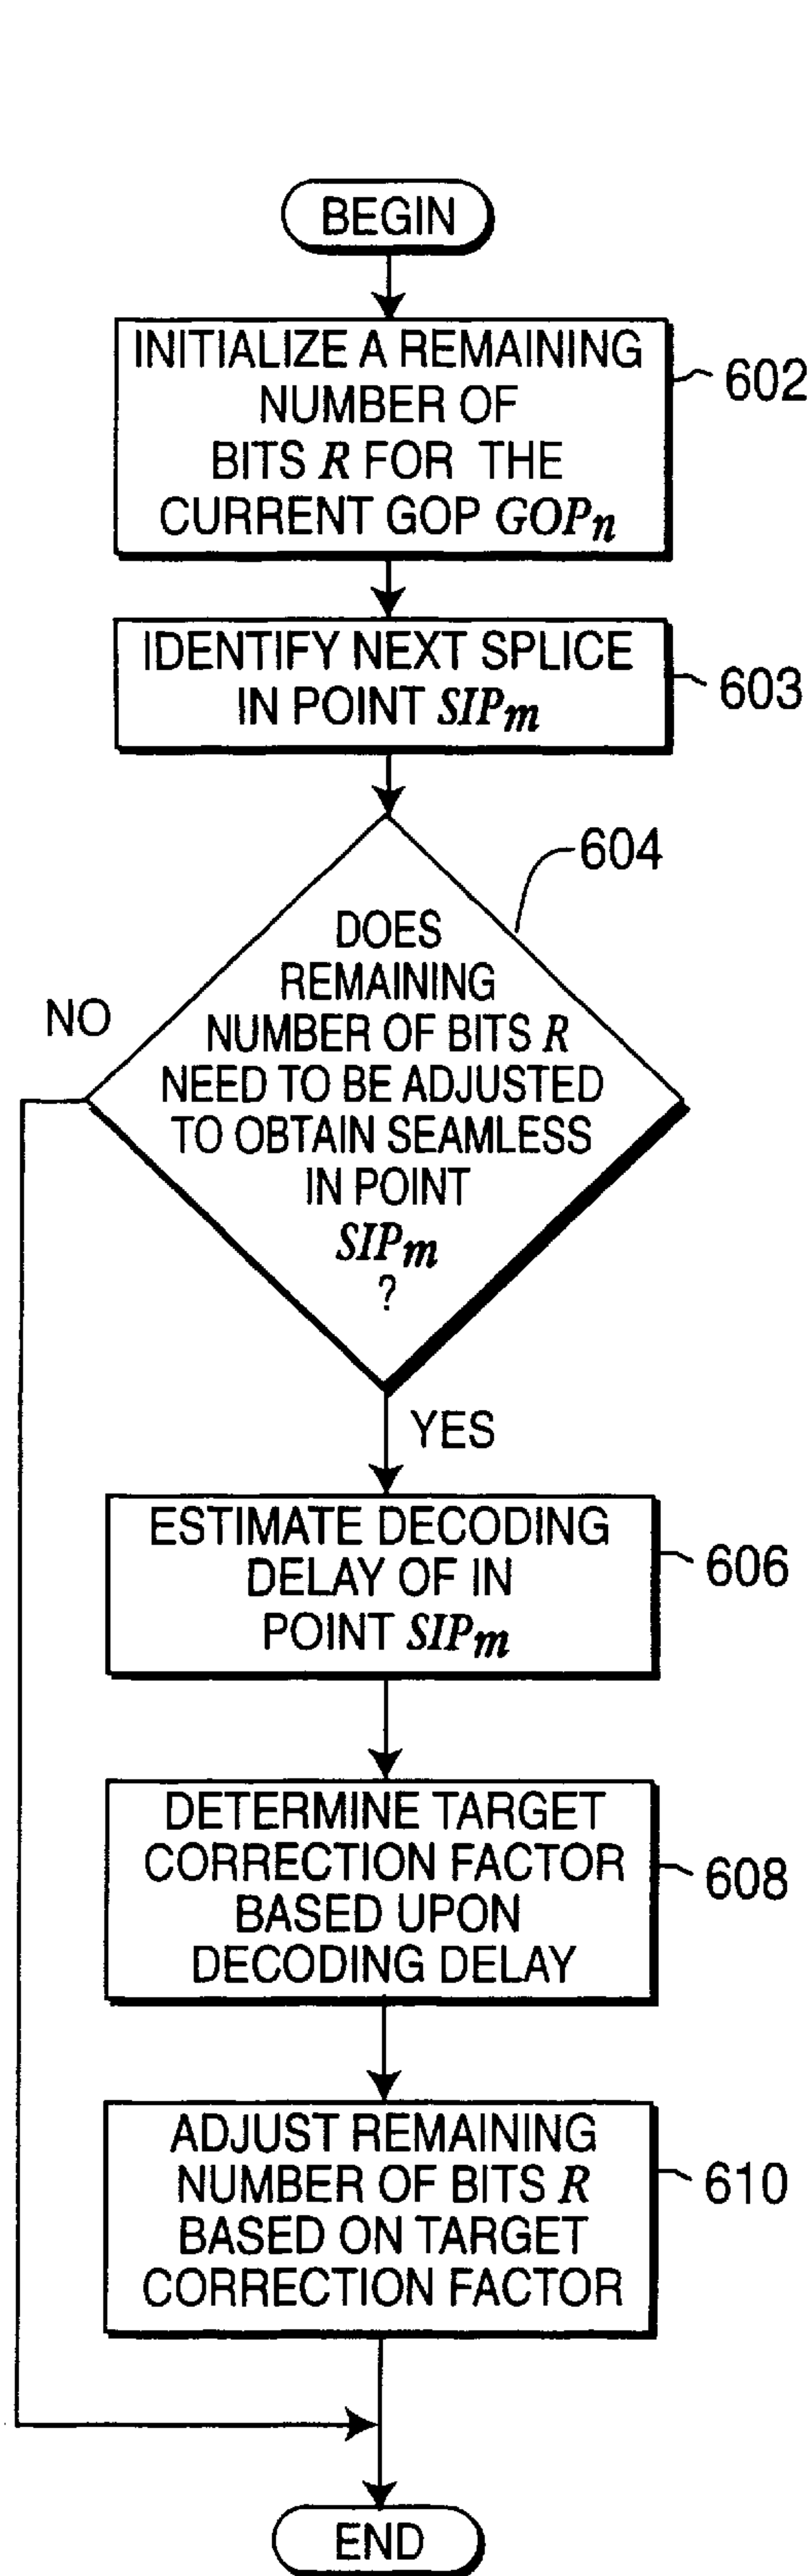 BEGIN
INITIALIZE A REMAINING
NUMBER OF
BITS R FOR THE
CURRENT GOP GOPn
602
IDENTIFY NEXT SPLICE
IN POINT SIPm
603
604
DOES
REMAINING
NUMBER OF BITS R
NEED TO BE ADJUSTED
TO OBTAIN SEAMLESS
IN POINT
SIPm
?
NO
YES
ESTIMATE DECODING
DELAY OF IN
POINT SIPm
606
DETERMINE TARGET
CORRECTION FACTOR
BASED UPON
DECODING DELAY
608
ADJUST REMAINING
NUMBER OF BITS R
BASED ON TARGET
CORRECTION FACTOR
610
END